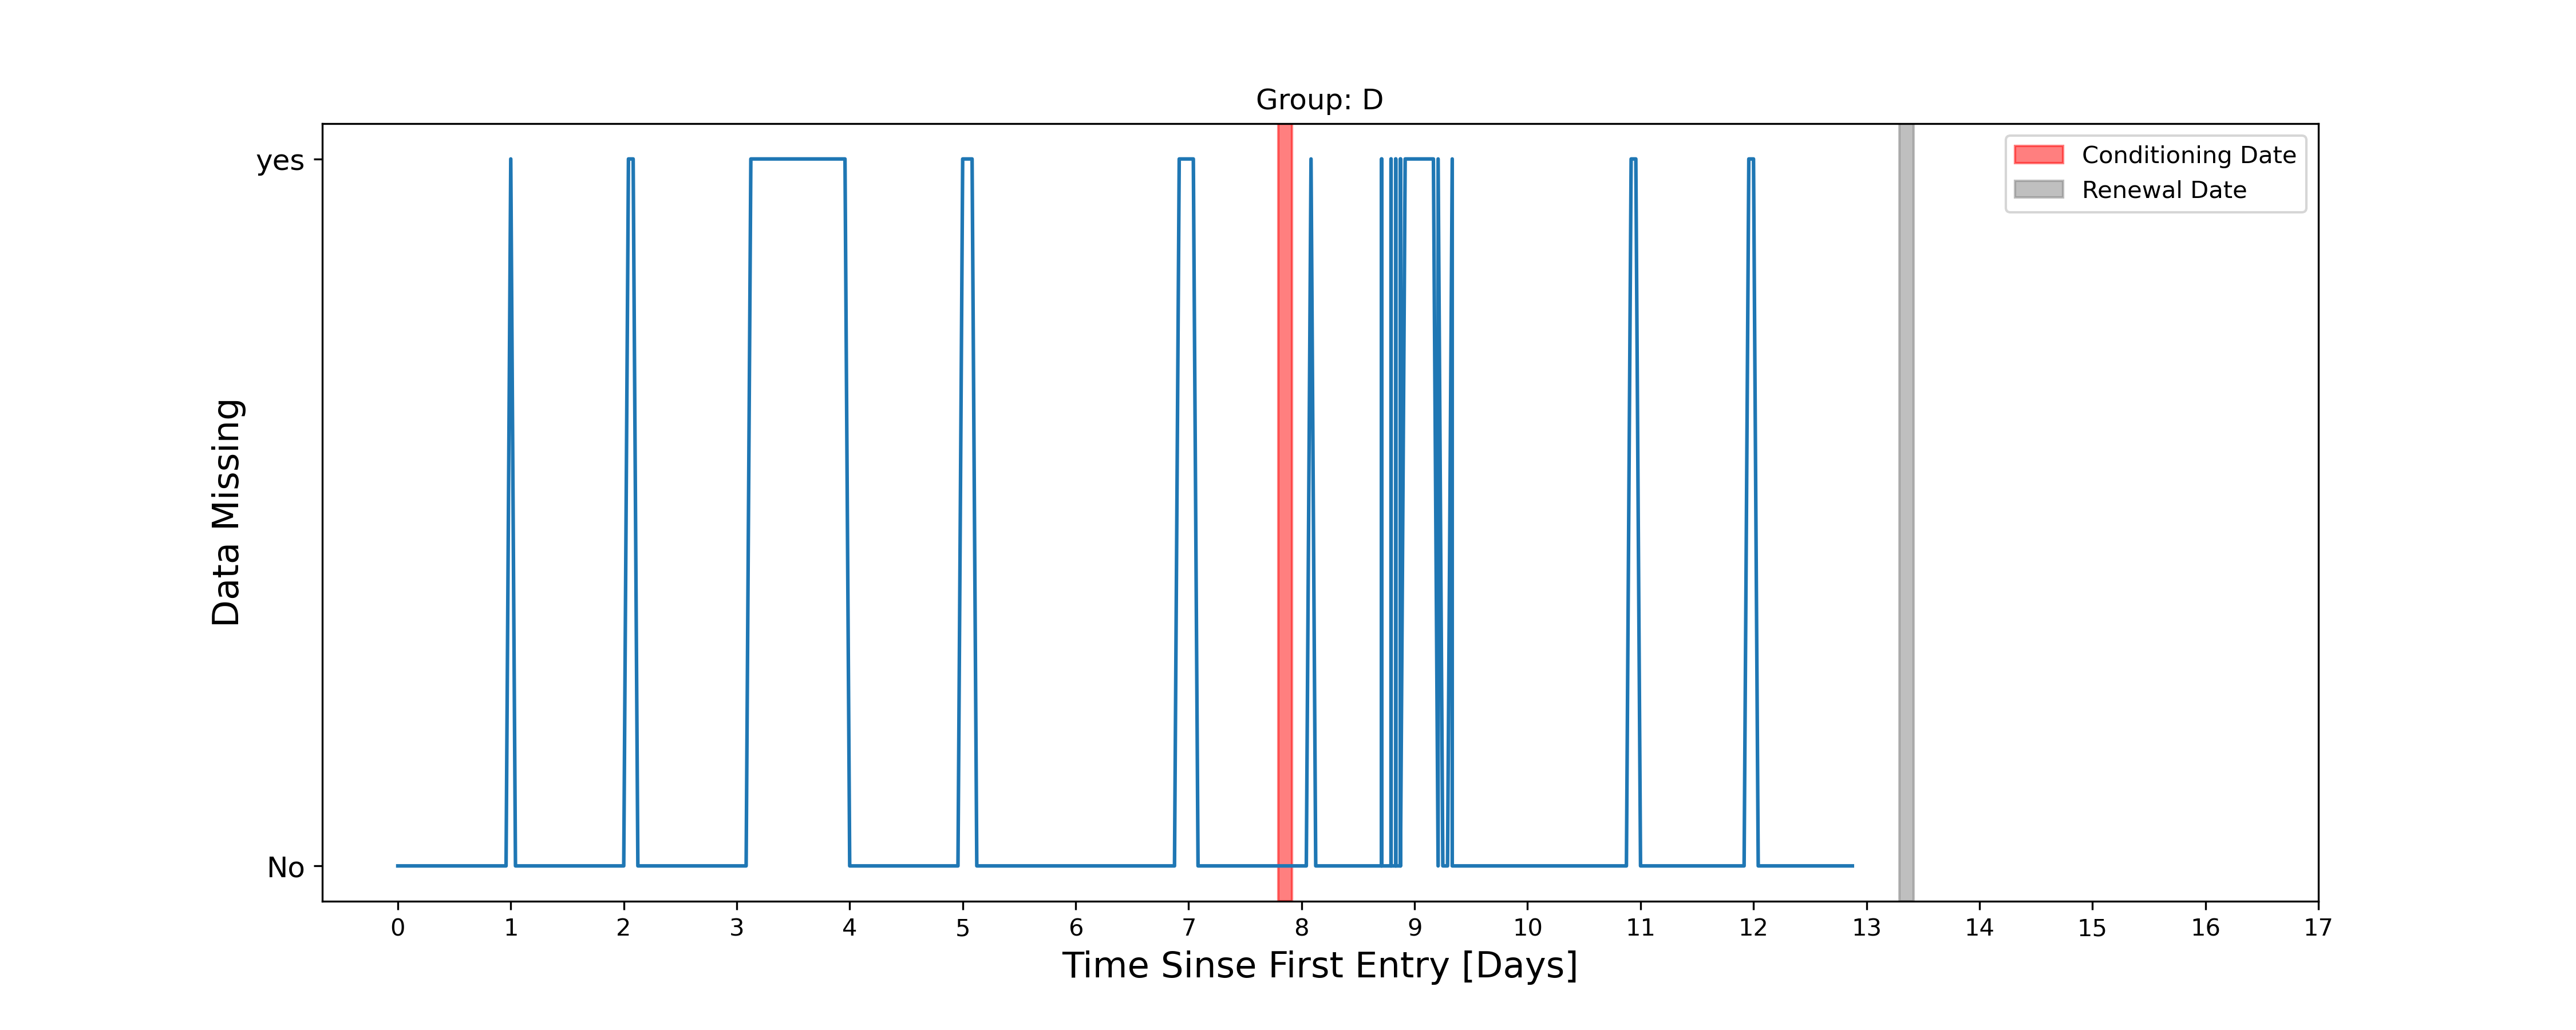 Group: D
yes
Conditioning Date
Renewal Date
Data Missing
No
0 1 2 3 4 5 6 7 8 9 10 11 12 13 14 15 16 17
Time Sinse First Entry [Days]